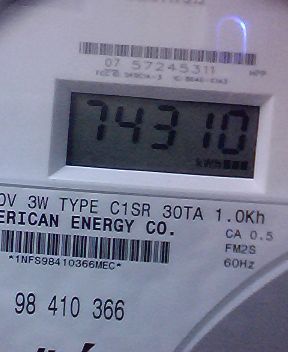 07 57245311
74310
kWh
0V 3W TYPE C1SR 30TA 1.0Kh
ERICAN ENERGY CO.
CA 0.5
FM2S
*1NFS98410366MEC*
60Hz
98 410 366